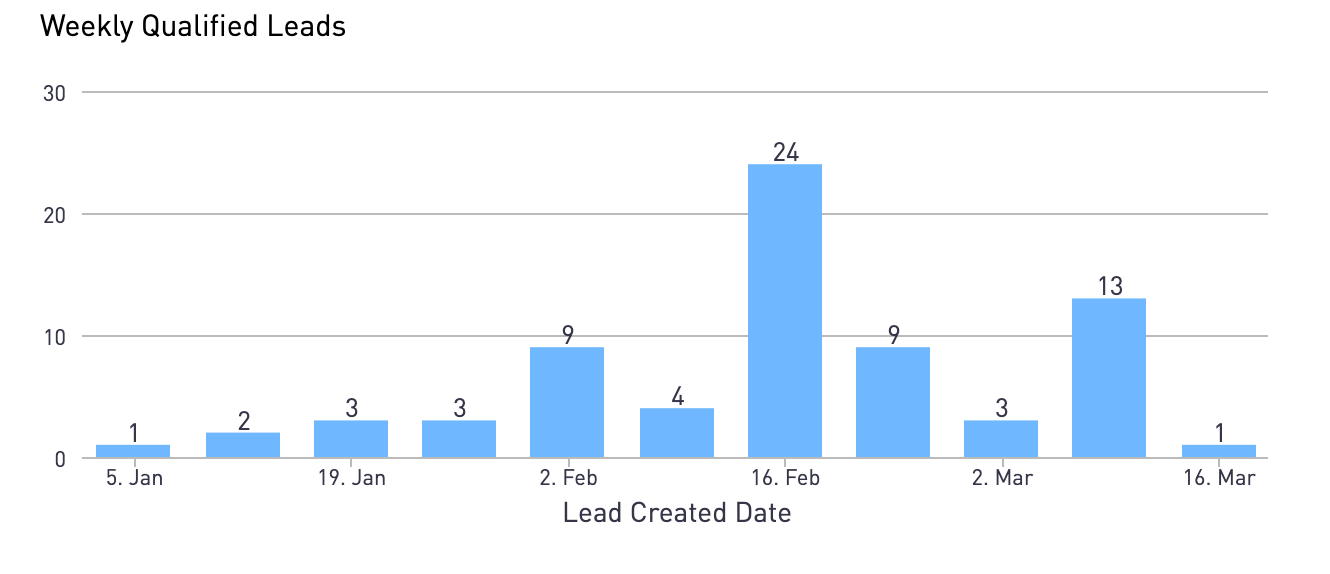 Weekly Qualified Leads
30
24
20
13
10
9
9
4
3
3
3
2
1
1
0
5. Jan
19. Jan
2. Feb
16. Feb
2. Mar
16. Mar
Lead Created Date